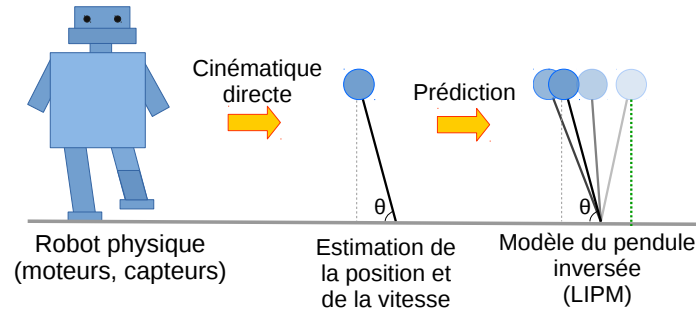 Cinématique
directe
Prédiction
θ
θ
Robot physique
(moteurs, capteurs)
Estimation de
la position et
de la vitesse
Modèle du pendule
inversée
(LIPM)